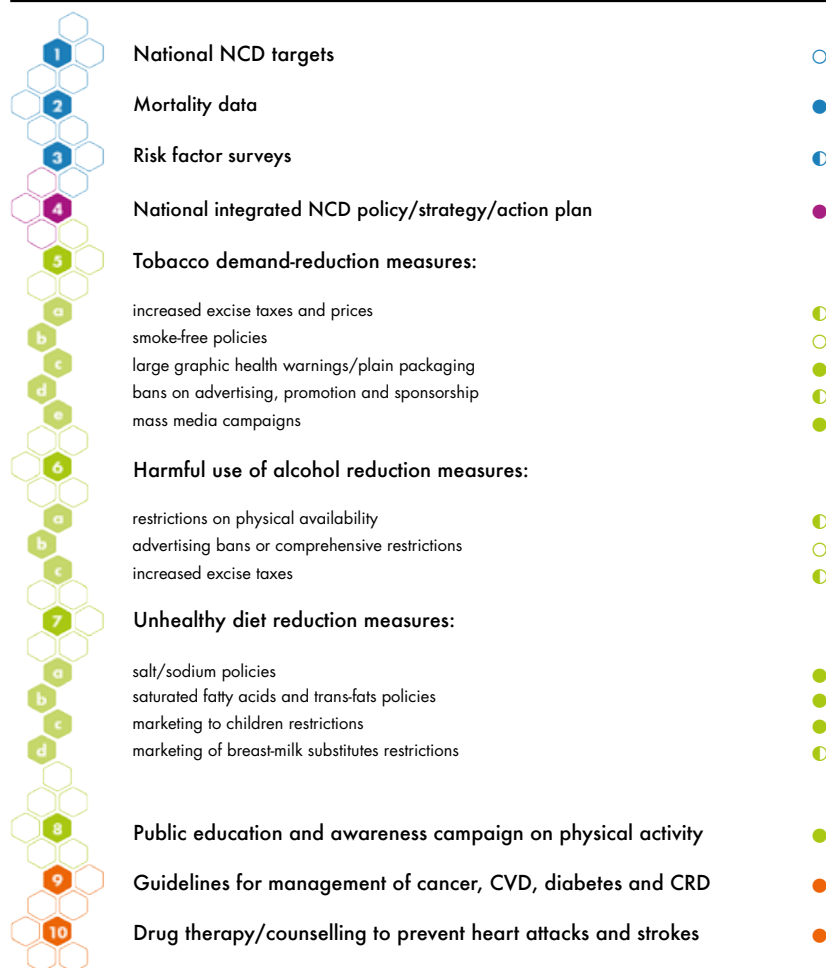 1 National NCD targets ○
2 Mortality data ●
3 Risk factor surveys ◐
4 National integrated NCD policy/strategy/action plan ●
5 Tobacco demand-reduction measures:
a increased excise taxes and prices ◐
b smoke-free policies ○
c large graphic health warnings/plain packaging ●
d bans on advertising, promotion and sponsorship ◐
e mass media campaigns ●
6 Harmful use of alcohol reduction measures:
a restrictions on physical availability ◐
b advertising bans or comprehensive restrictions ○
c increased excise taxes ◐
7 Unhealthy diet reduction measures:
a salt/sodium policies ●
b saturated fatty acids and trans-fats policies ●
c marketing to children restrictions ●
d marketing of breast-milk substitutes restrictions ◐
8 Public education and awareness campaign on physical activity ●
9 Guidelines for management of cancer, CVD, diabetes and CRD ●
10 Drug therapy/counselling to prevent heart attacks and strokes ●